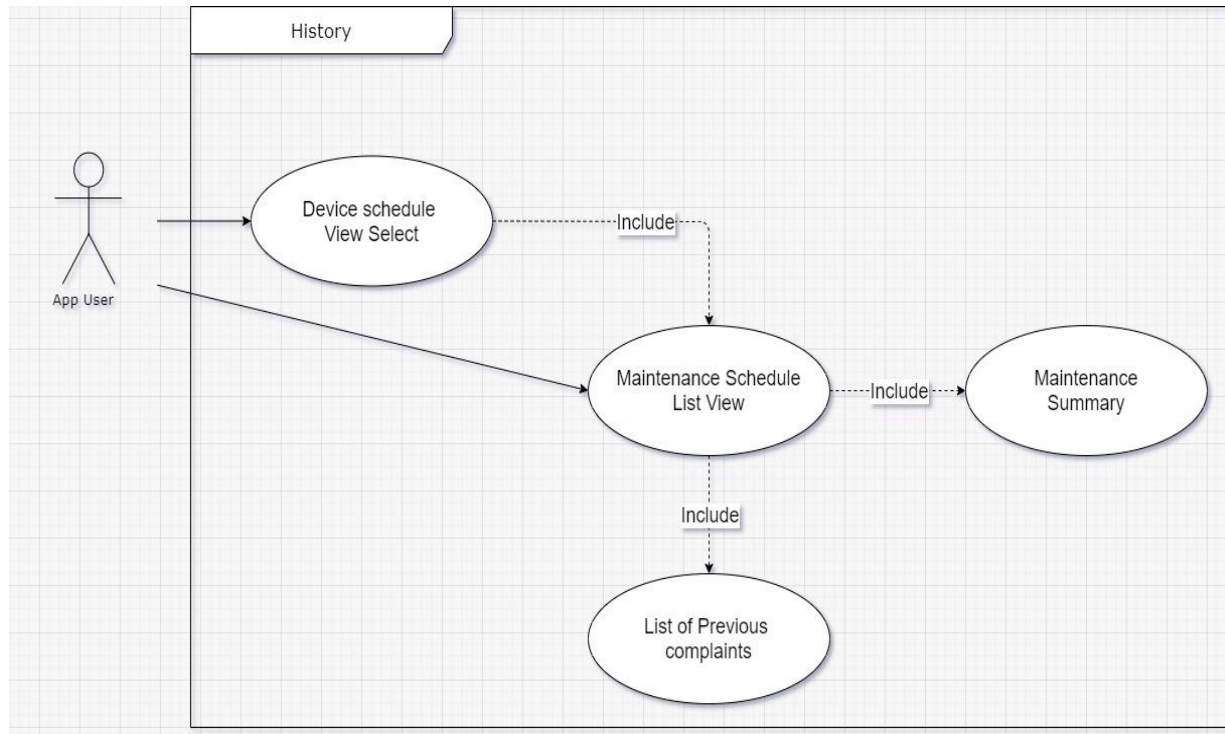 History
Device schedule
View Select
Include
App User
Maintenance Schedule
List View
Include
Maintenance
Summary
Include
List of Previous
complaints